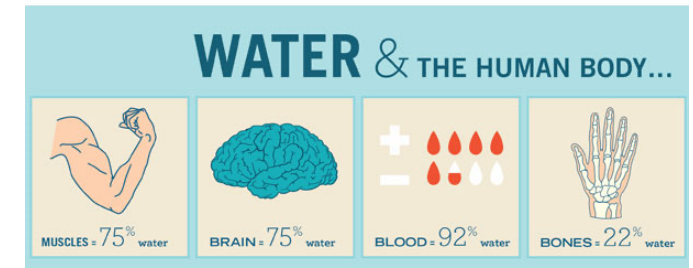 WATER & THE HUMAN BODY...
MUSCLES = 75% water
BRAIN = 75% water
BLOOD = 92% water
BONES = 22% water